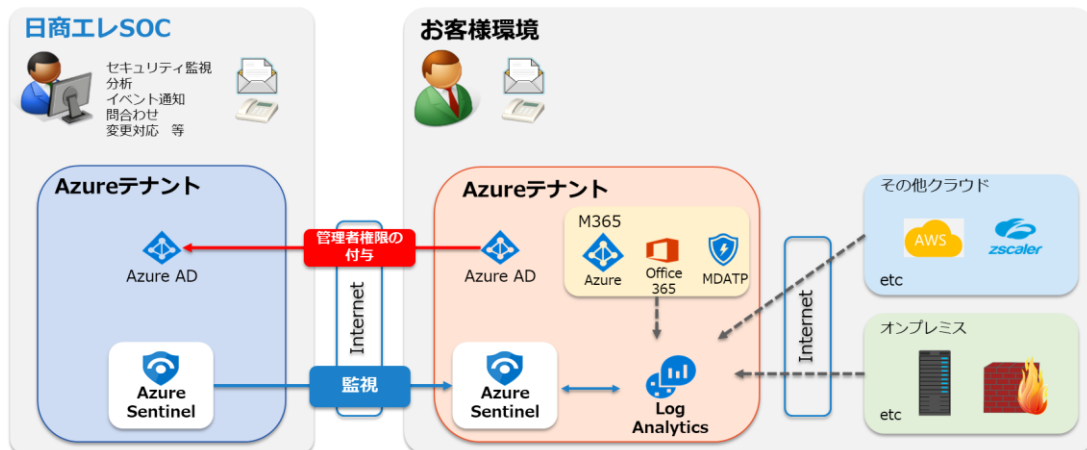 日商エレSOC
セキュリティ監視
分析
イベント通知
問合わせ
変更対応　等
Azureテナント
Azure AD
Azure
Sentinel
管理者権限の
付与
Internet
監視
お客様環境
Azureテナント
Azure AD
M365
Azure
Office
365
MDATP
Azure
Sentinel
Log
Analytics
Internet
その他クラウド
AWS
zscaler
etc
オンプレミス
etc